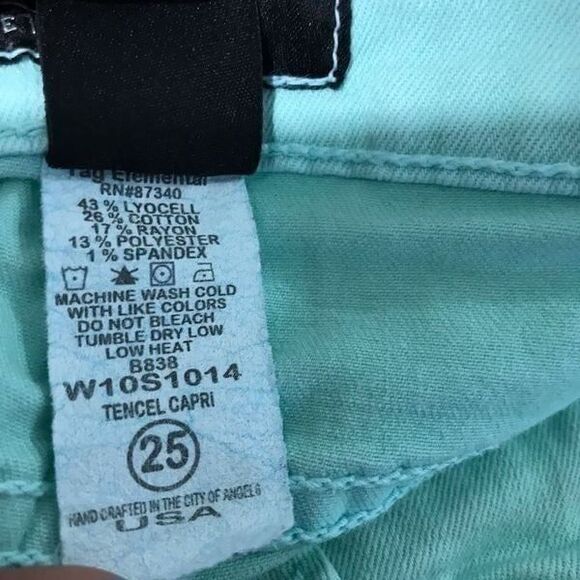 Tag Elemental
RN#87340
43 % LYOCELL
26 % COTTON
17 % RAYON
13 % POLYESTER
1 % SPANDEX
MACHINE WASH COLD
WITH LIKE COLORS
DO NOT BLEACH
TUMBLE DRY LOW
LOW HEAT
B838
W10S1014
TENCEL CAPRI
25
HAND CRAFTED IN THE CITY OF ANGELS
USA